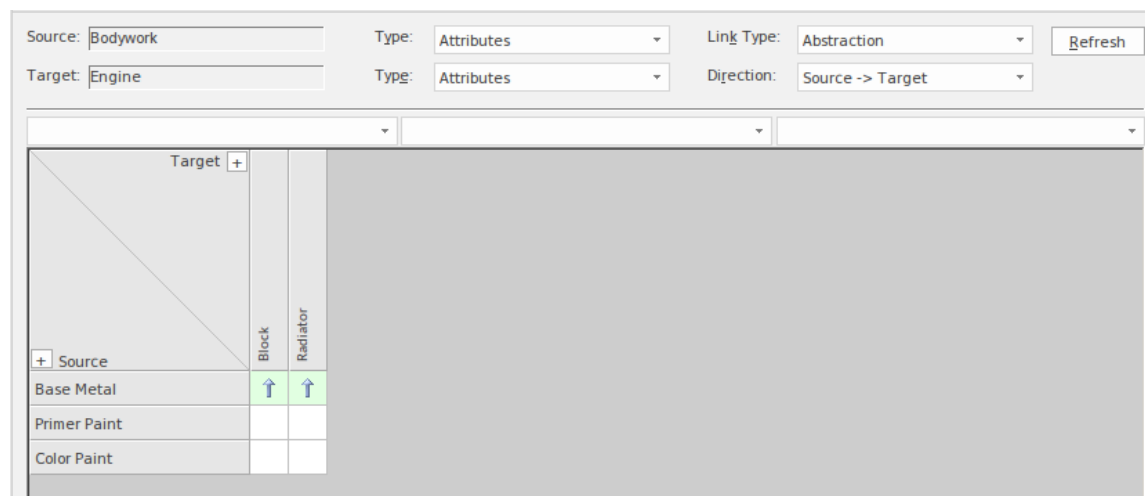 Source: Bodywork Type: Attributes Link Type: Abstraction Refresh
Target: Engine Type: Attributes Direction: Source -> Target
Target +
Block
Radiator
+ Source
Base Metal
Primer Paint
Color Paint